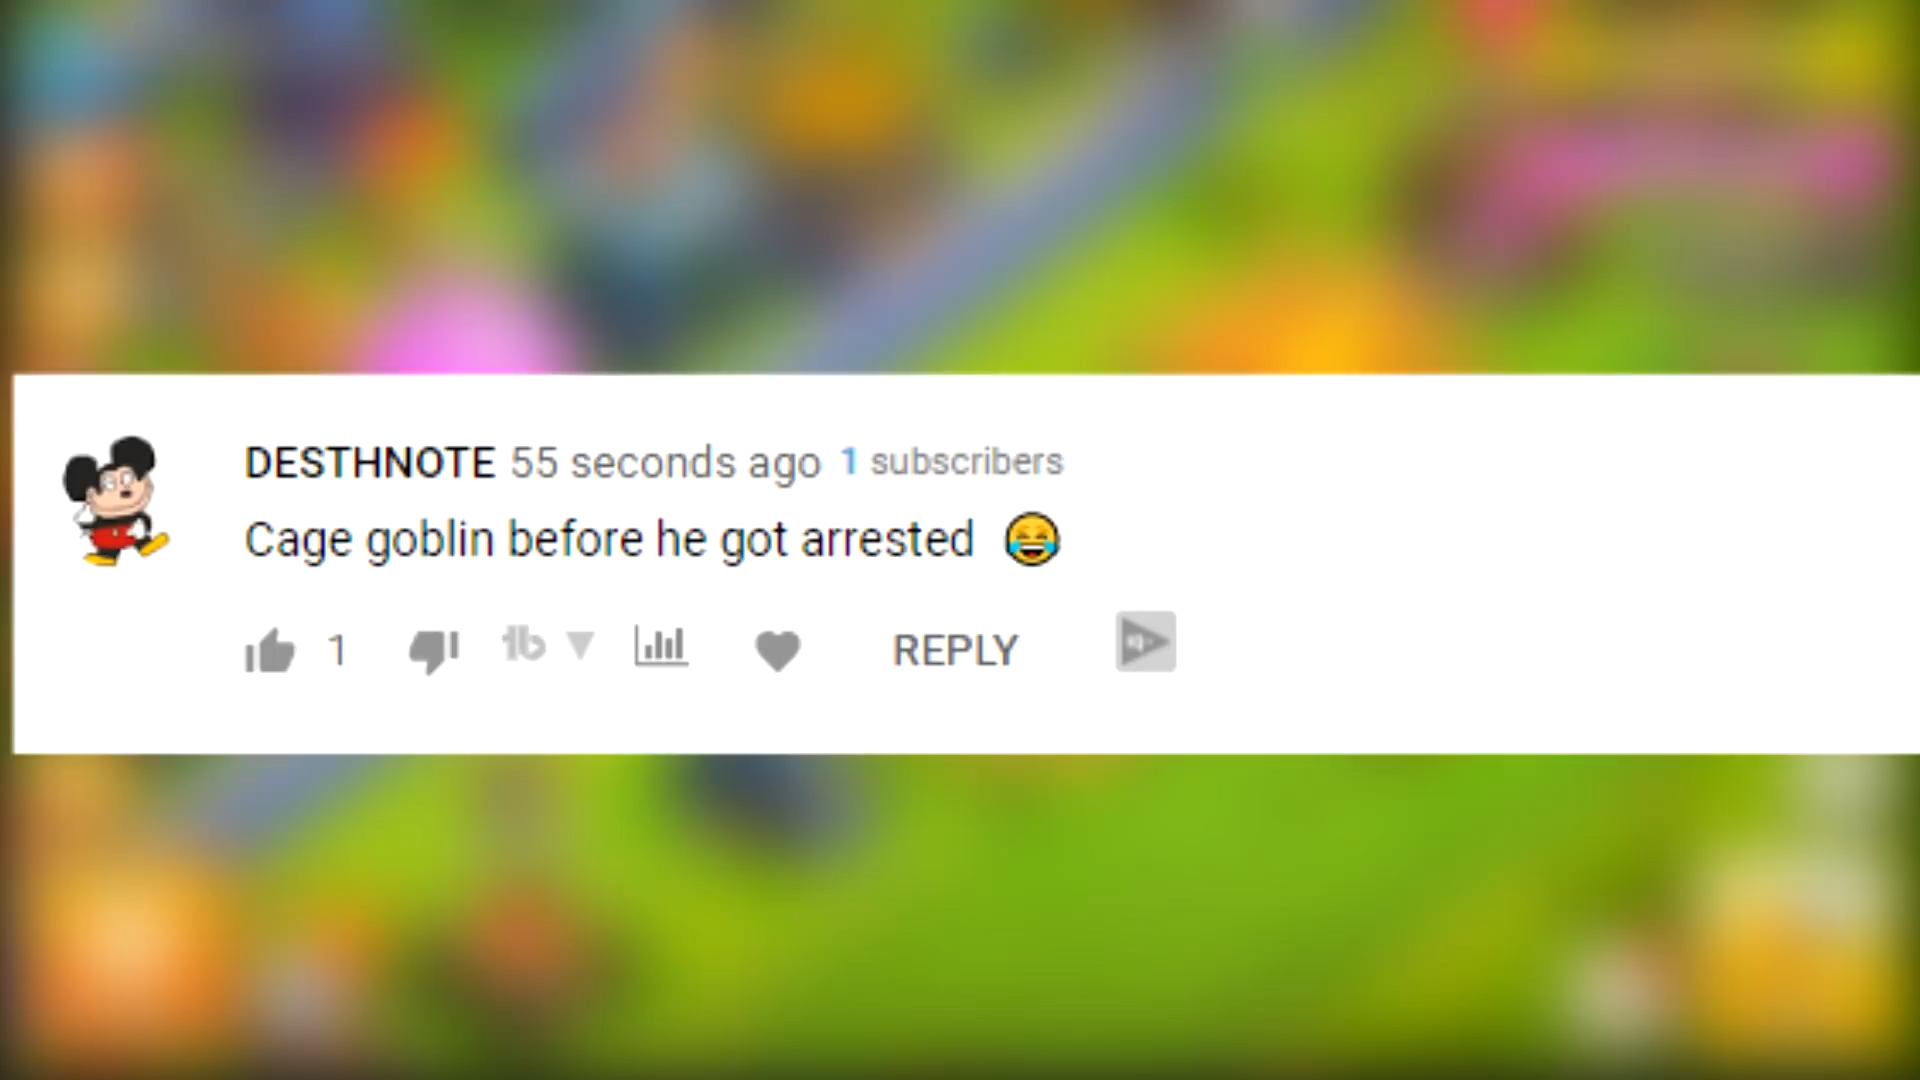 DESTHNOTE 55 seconds ago 1 subscribers
Cage goblin before he got arrested 😂
1 REPLY